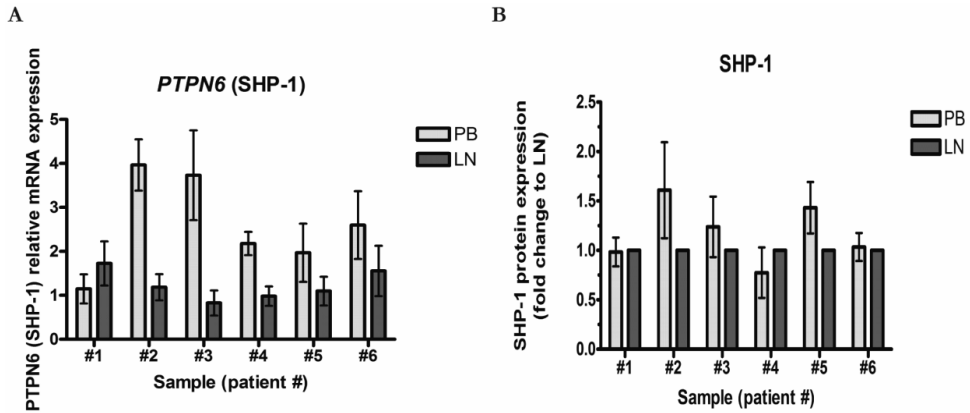 A
PTPN6 (SHP-1)
PTPN6 (SHP-1) relative mRNA expression
5
4
3
2
1
0
#1 #2 #3 #4 #5 #6
Sample (patient #)
PB
LN
B
SHP-1
SHP-1 protein expression
(fold change to LN)
2.5
2.0
1.5
1.0
0.5
0.0
#1 #2 #3 #4 #5 #6
Sample (patient #)
PB
LN